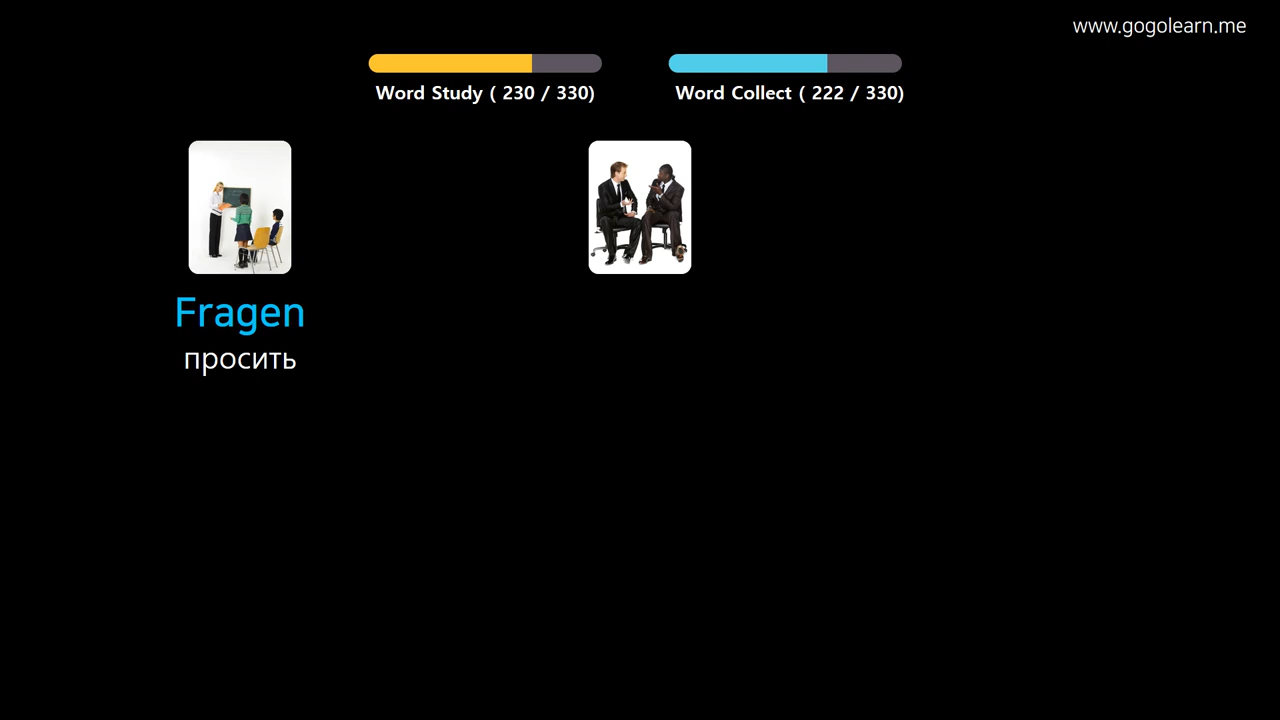 www.gogolearn.me
Word Study ( 230 / 330)
Word Collect ( 222 / 330)
Fragen
просить